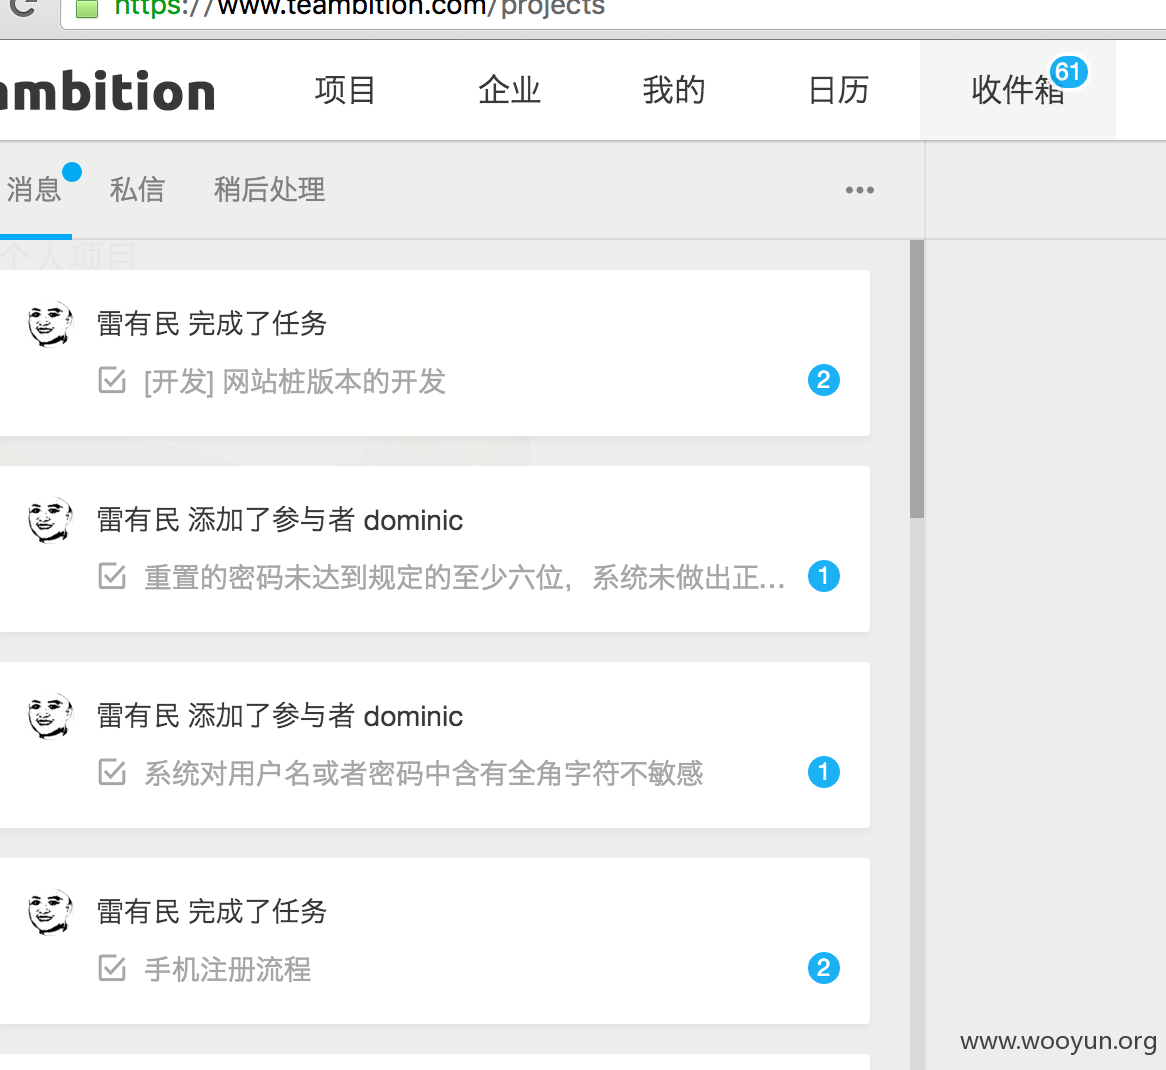 https://www.teambition.com/projects
ambition
项目
企业
我的
日历
收件箱
61
消息
私信
稍后处理
个人项目
雷有民 完成了任务
[开发] 网站桩版本的开发
2
雷有民 添加了参与者 dominic
重置的密码未达到规定的至少六位，系统未做出正...
1
雷有民 添加了参与者 dominic
系统对用户名或者密码中含有全角字符不敏感
1
雷有民 完成了任务
手机注册流程
2
www.wooyun.org